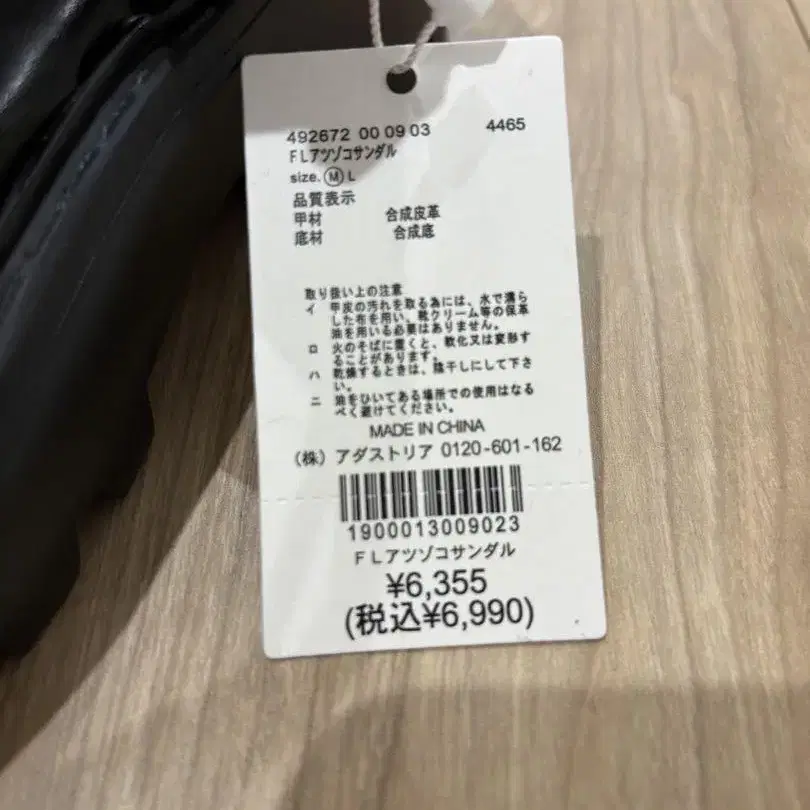 492672 00 09 03 4465
FLアツゾコサンダル
size. Ⓜ L
品質表示
甲材 合成皮革
底材 合成底
取り扱い上の注意
イ 甲皮の汚れを取る為には、水で濡ら
した布を用い、靴クリーム等の保革
油を用いる必要はありません。
ロ 火のそばに置くと、軟化又は変形す
ることがあります。
ハ 乾燥するときは、陰干しにして下さ
い。
ニ 油をひいてある場所での使用はなる
べく避けてください。
MADE IN CHINA
(株) アダストリア 0120-601-162
1900013009023
FLアツゾコサンダル
¥6,355
(税込¥6,990)